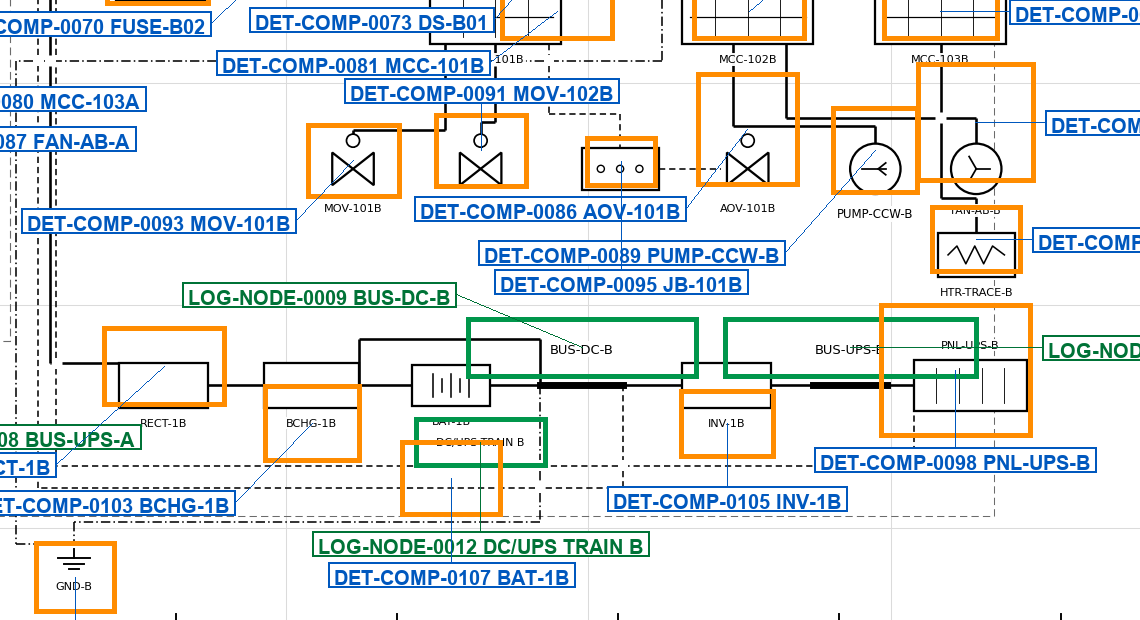 COMP-0070 FUSE-B02
DET-COMP-0073 DS-B01
DET-COMP-0
DET-COMP-0081 MCC-101B
101B
MCC-102B
MCC-103B
080 MCC-103A
DET-COMP-0091 MOV-102B
DET-COM
087 FAN-AB-A
MOV-101B
DET-COMP-0086 AOV-101B
AOV-101B
PUMP-CCW-B
FAN-AB-B
DET-COMP-0093 MOV-101B
DET-COMP
DET-COMP-0089 PUMP-CCW-B
DET-COMP-0095 JB-101B
HTR-TRACE-B
LOG-NODE-0009 BUS-DC-B
BUS-DC-B
BUS-UPS-B
PNL-UPS-B
LOG-NOD
RECT-1B
BCHG-1B
BAT-1B
INV-1B
08 BUS-UPS-A
DC/UPS TRAIN B
CT-1B
DET-COMP-0098 PNL-UPS-B
ET-COMP-0103 BCHG-1B
DET-COMP-0105 INV-1B
LOG-NODE-0012 DC/UPS TRAIN B
DET-COMP-0107 BAT-1B
GND-B